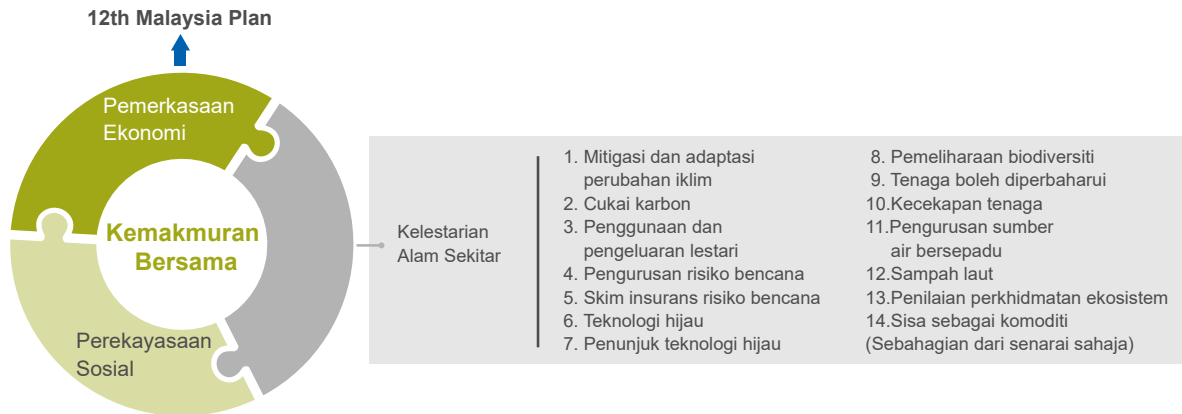 12th Malaysia Plan
Pemerkasaan
Ekonomi
Kemakmuran
Bersama
Perekayasaan
Sosial
Kelestarian
Alam Sekitar
1. Mitigasi dan adaptasi
perubahan iklim
2. Cukai karbon
3. Penggunaan dan
pengeluaran lestari
4. Pengurusan risiko bencana
5. Skim insurans risiko bencana
6. Teknologi hijau
7. Penunjuk teknologi hijau
8. Pemeliharaan biodiversiti
9. Tenaga boleh diperbaharui
10.Kecekapan tenaga
11.Pengurusan sumber
air bersepadu
12.Sampah laut
13.Penilaian perkhidmatan ekosistem
14.Sisa sebagai komoditi
(Sebahagian dari senarai sahaja)